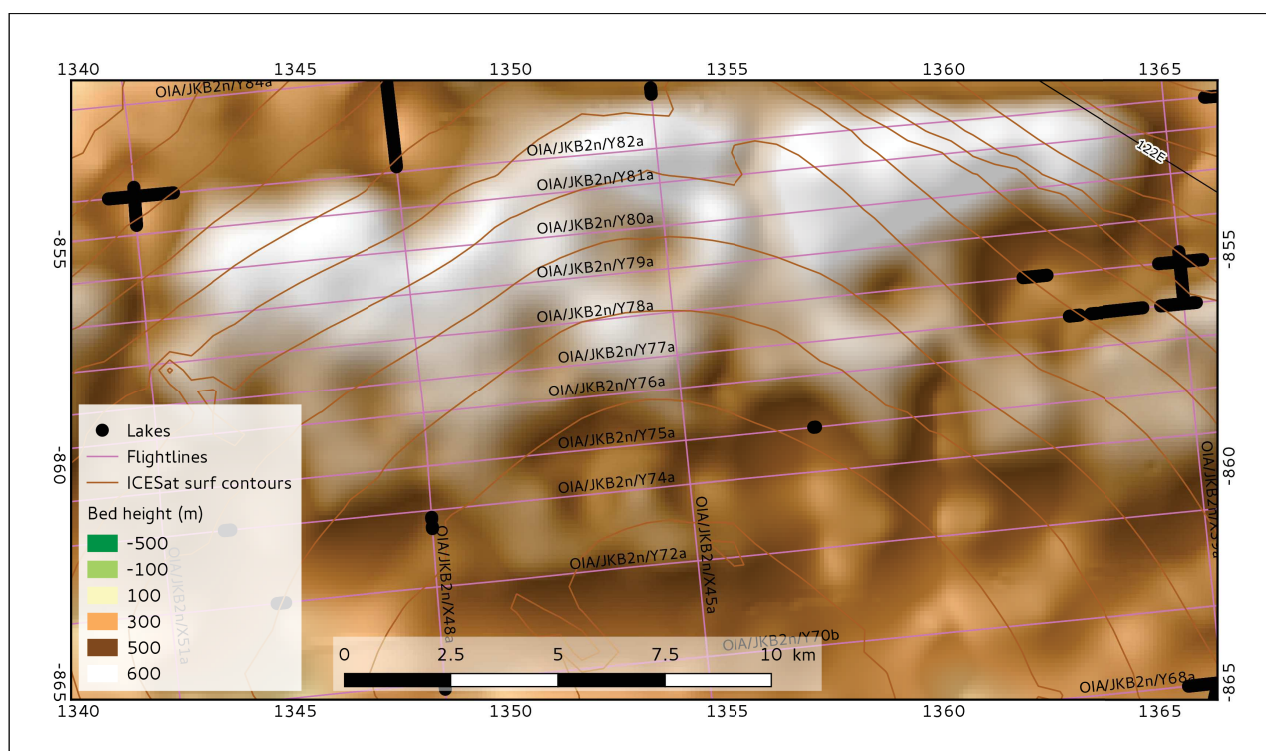 1340 1345 1350 1355 1360 1365
OIA/JKB2n/Y84a
OIA/JKB2n/Y82a
122E
OIA/JKB2n/Y81a
OIA/JKB2n/Y80a
-855
-855
OIA/JKB2n/Y79a
OIA/JKB2n/Y78a
OIA/JKB2n/Y77a
OIA/JKB2n/Y76a
OIA/JKB2n/Y75a
-860
-860
OIA/JKB2n/Y74a
OIA/JKB2n/X45a
OIA/JKB2n/Y72a
OIA/JKB2n/X48a
OIA/JKB2n/X51a
OIA/JKB2n/Y70b
OIA/JKB2n/Y68a
-865
-865
Lakes
Flightlines
ICESat surf contours
Bed height (m)
-500
-100
100
300
500
600
0 2.5 5 7.5 10 km
1340 1345 1350 1355 1360 1365